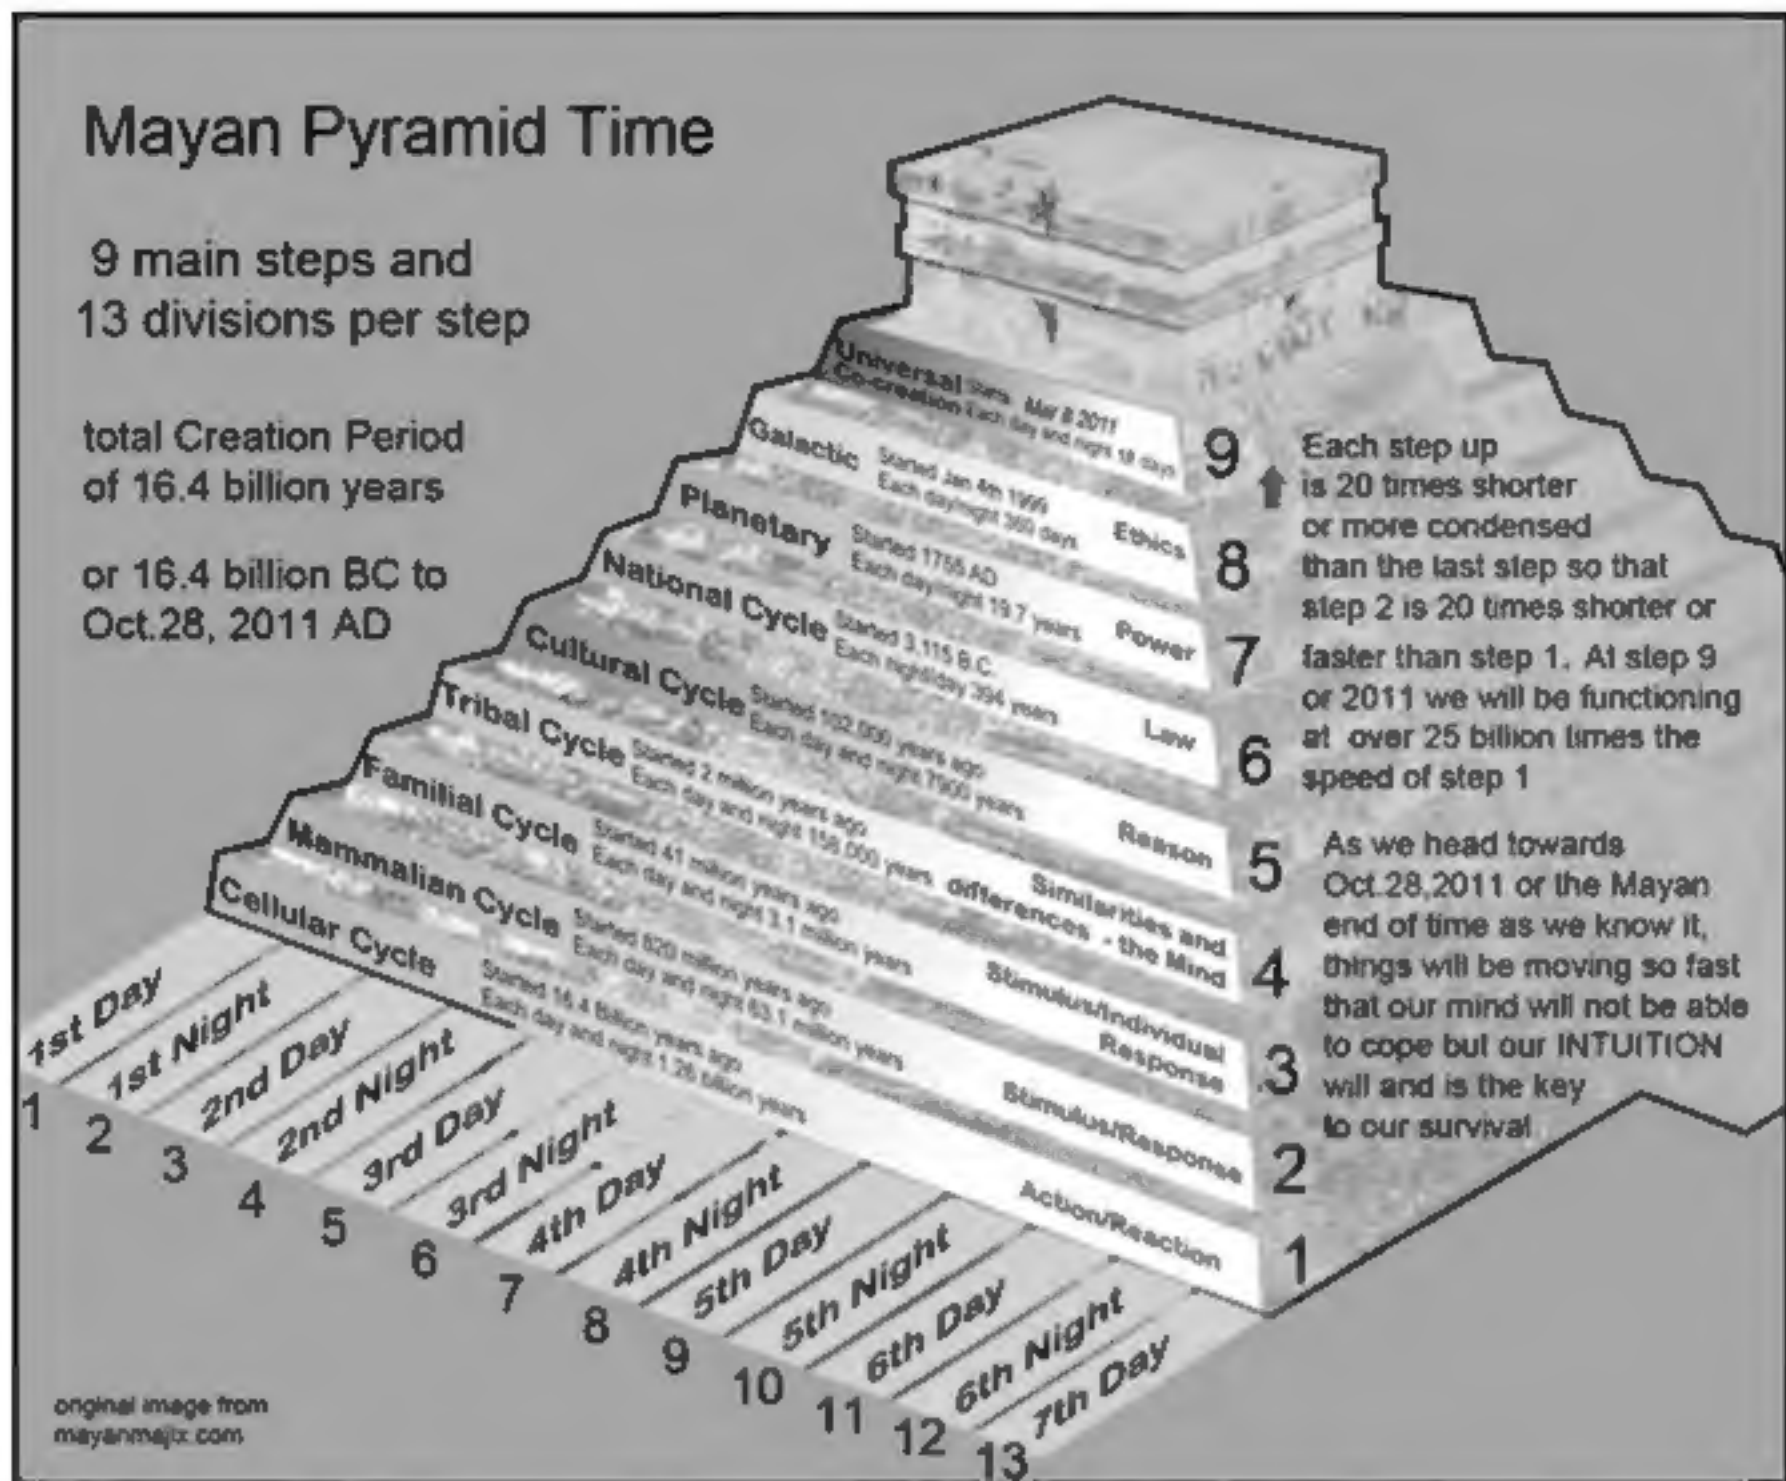 Mayan Pyramid Time
9 main steps and
13 divisions per step
total Creation Period
of 16.4 billion years
or 16.4 billion BC to
Oct.28, 2011 AD
Universal Starts Mar 8 2011
& Co-creation Each day and night 18 days
9
Galactic Started Jan 4th 1999
Each day/night 360 days
Ethics
8
Planetary Started 1755 AD
Each day/night 19.7 years
Power
7
National Cycle Started 3,115 B.C.
Each night/day 394 years
Law
6
Cultural Cycle Started 102,000 years ago
Each day and night 7900 years
Reason
5
Tribal Cycle Started 2 million years ago
Each day and night 158,000 years
Similarities and
differences - the Mind
4
Familial Cycle Started 41 million years ago
Each day and night 3.1 million years
Stimulus/Individual
Response
3
Mammalian Cycle Started 820 million years ago
Each day and night 63.1 million years
Stimulus/Response
2
Cellular Cycle Started 16.4 Billion years ago
Each day and night 1.26 billion years
Action/Reaction
1
Each step up
is 20 times shorter
or more condensed
than the last step so that
step 2 is 20 times shorter or
faster than step 1. At step 9
or 2011 we will be functioning
at over 25 billion times the
speed of step 1
As we head towards
Oct.28,2011 or the Mayan
end of time as we know it,
things will be moving so fast
that our mind will not be able
to cope but our INTUITION
will and is the key
to our survival
1st Day
1
1st Night
2
2nd Day
3
2nd Night
4
3rd Day
5
3rd Night
6
4th Day
7
4th Night
8
5th Day
9
5th Night
10
6th Day
11
6th Night
12
7th Day
13
original image from
mayanmajix.com